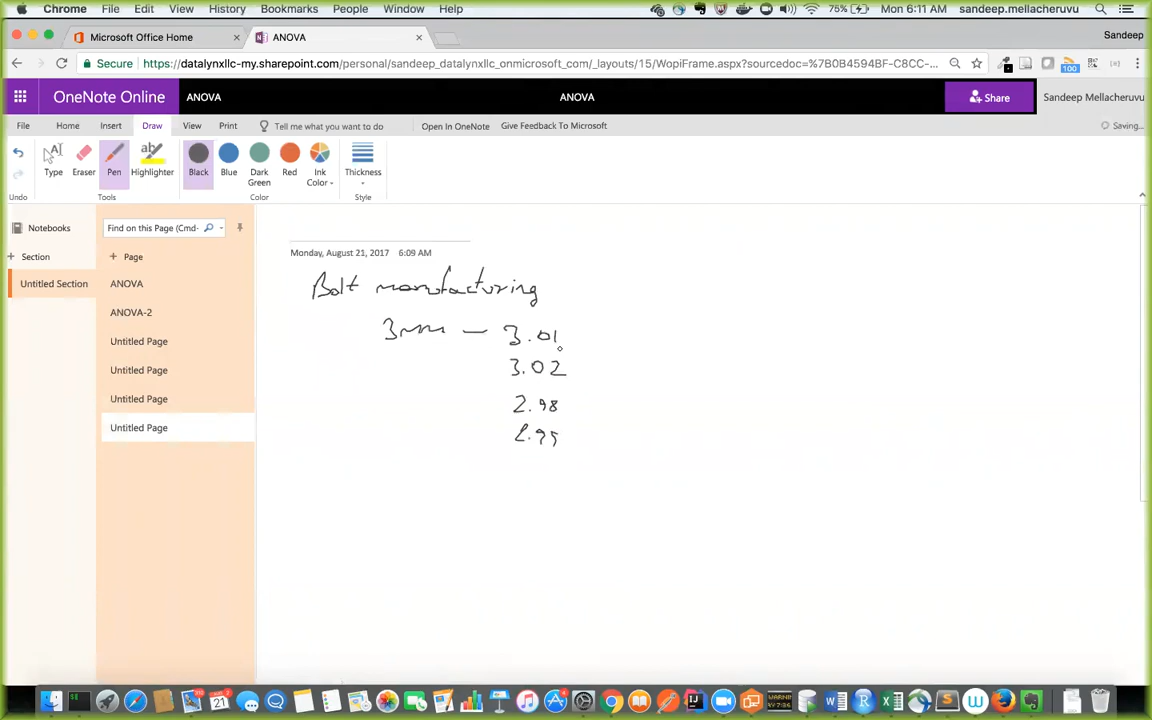 Chrome File Edit View History Bookmarks People Window Help 75% Mon 6:11 AM sandeep.mellacheruvu
Microsoft Office Home ANOVA Sandeep
Secure https://datalynxllc-my.sharepoint.com/personal/sandeep_datalynxllc_onmicrosoft_com/_layouts/15/WopiFrame.aspx?sourcedoc=%7B0B4594BF-C8CC-... 100
OneNote Online ANOVA ANOVA Share Sandeep Mellacheruvu
File Home Insert Draw View Print Tell me what you want to do Open In OneNote Give Feedback To Microsoft Saving...
Type Eraser Pen Highlighter Black Blue Dark Green Red Ink Color Thickness
Undo Tools Color Style
Notebooks Find on this Page (Cmd-
Section Page
Untitled Section ANOVA
ANOVA-2
Untitled Page
Untitled Page
Untitled Page
Untitled Page
Monday, August 21, 2017 6:09 AM
Bolt manufacturing
3mm — 3.01
3.02
2.98
2.95